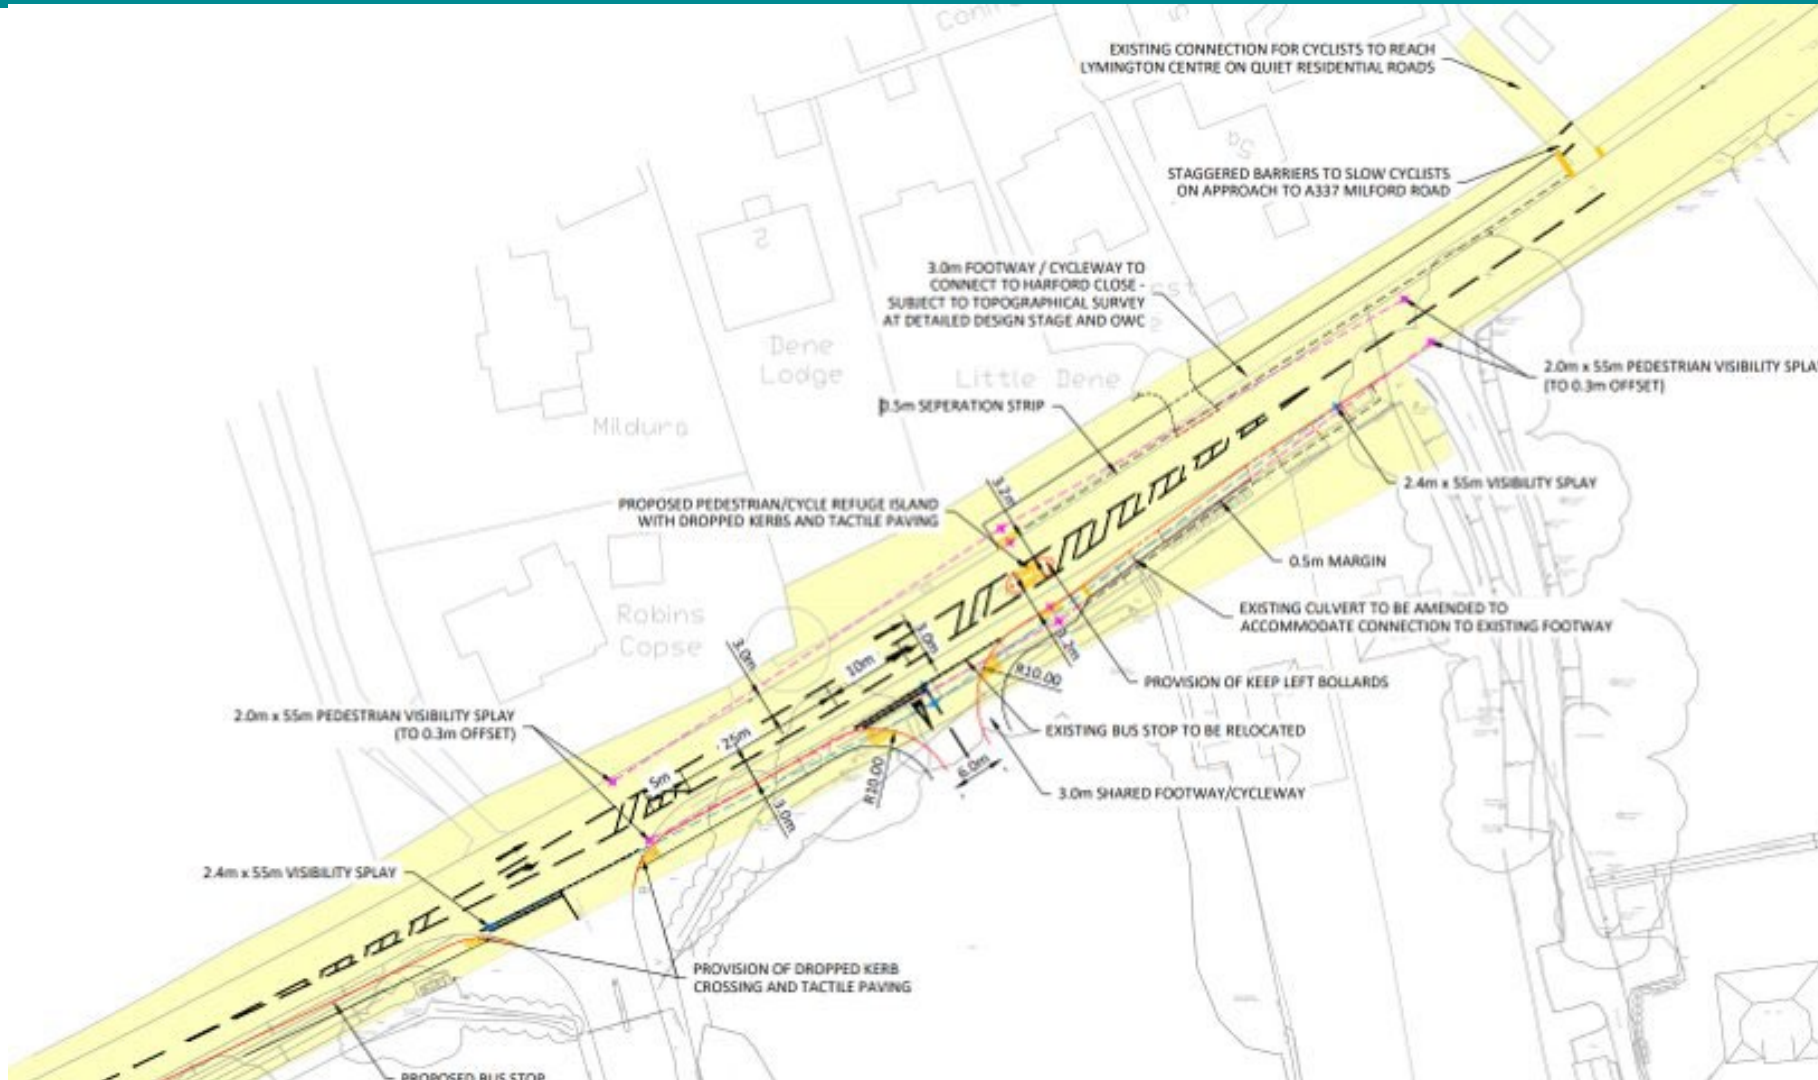 EXISTING CONNECTION FOR CYCLISTS TO REACH
LYMINGTON CENTRE ON QUIET RESIDENTIAL ROADS
5a
STAGGERED BARRIERS TO SLOW CYCLISTS
ON APPROACH TO A337 MILFORD ROAD
2
3.0m FOOTWAY / CYCLEWAY TO
CONNECT TO HARFORD CLOSE -
SUBJECT TO TOPOGRAPHICAL SURVEY
AT DETAILED DESIGN STAGE AND OWC
Dene
Lodge
Little Dene
2.0m x 55m PEDESTRIAN VISIBILITY SPLA
(TO 0.3m OFFSET)
0.5m SEPERATION STRIP
Mildura
2.4m x 55m VISIBILITY SPLAY
3.2m
PROPOSED PEDESTRIAN/CYCLE REFUGE ISLAND
WITH DROPPED KERBS AND TACTILE PAVING
0.5m MARGIN
Robins
Copse
EXISTING CULVERT TO BE AMENDED TO
ACCOMMODATE CONNECTION TO EXISTING FOOTWAY
3.0m
3.0m
10m
3.2m
R10.00
PROVISION OF KEEP LEFT BOLLARDS
2.0m x 55m PEDESTRIAN VISIBILITY SPLAY
(TO 0.3m OFFSET)
EXISTING BUS STOP TO BE RELOCATED
25m
5m
R10.00
6.0m
3.0m
3.0m SHARED FOOTWAY/CYCLEWAY
2.4m x 55m VISIBILITY SPLAY
PROVISION OF DROPPED KERB
CROSSING AND TACTILE PAVING
PROPOSED BUS STOP